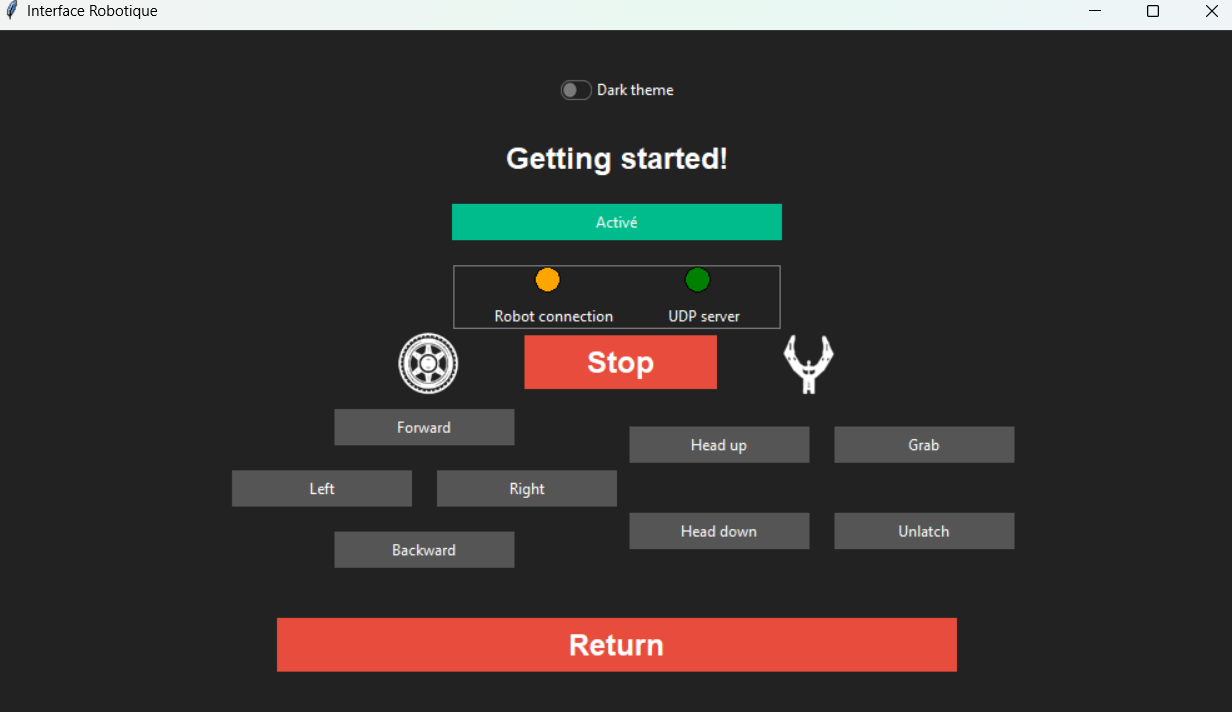 Interface Robotique
Dark theme
Getting started!
Activé
Robot connection
UDP server
Stop
Forward
Left
Right
Backward
Head up
Grab
Head down
Unlatch
Return